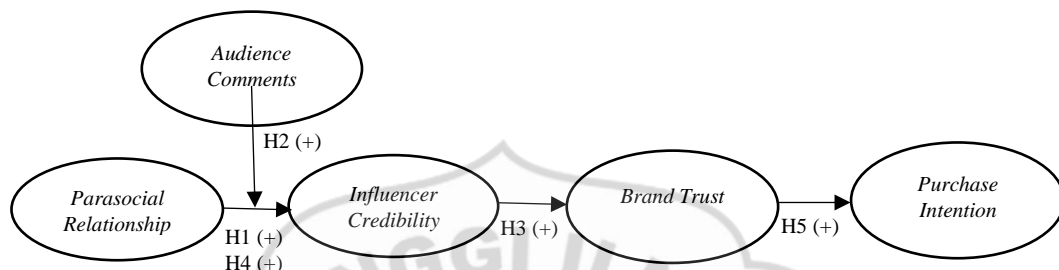 Audience
Comments
H2 (+)
Parasocial
Relationship
H1 (+)
H4 (+)
Influencer
Credibility
H3 (+)
Brand Trust
H5 (+)
Purchase
Intention